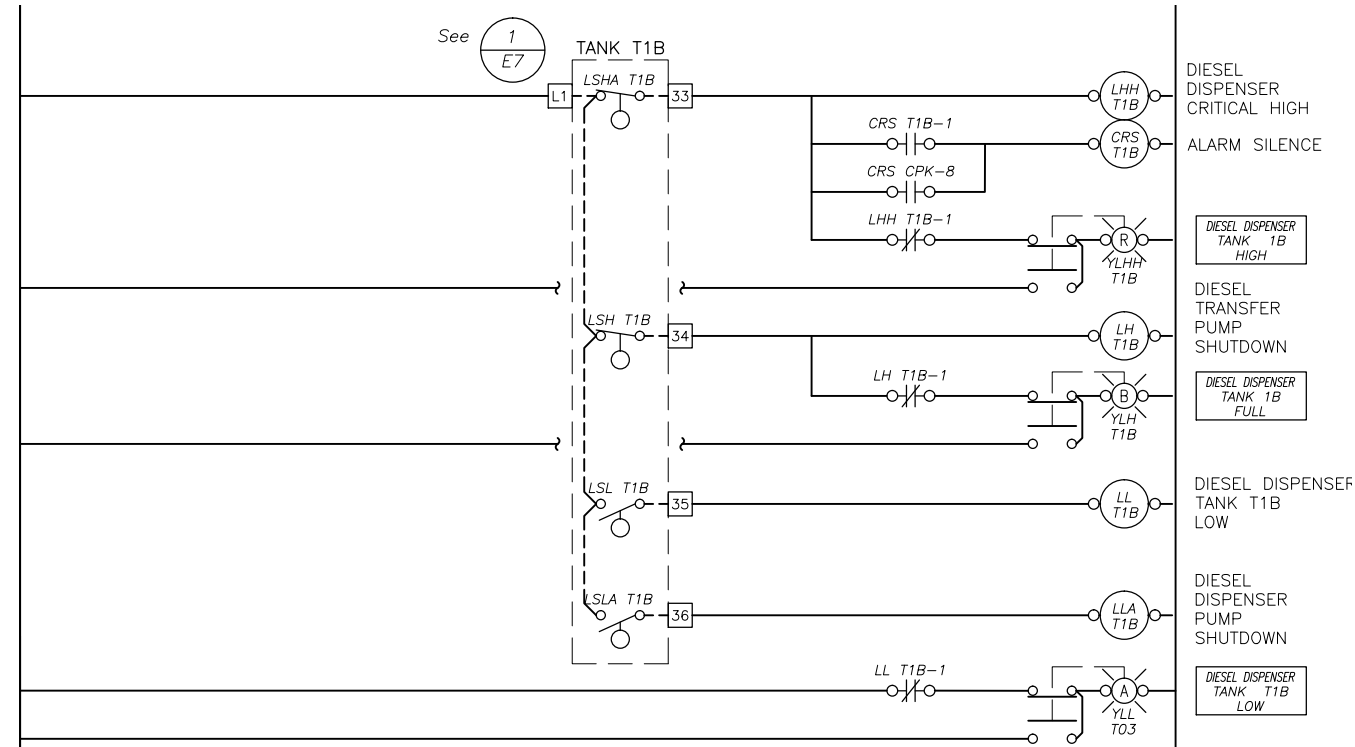 See
1
E7
TANK T1B
L1
LSHA T1B
33
LHH
T1B
DIESEL
DISPENSER
CRITICAL HIGH
CRS T1B-1
CRS
T1B
ALARM SILENCE
CRS CPK-8
LHH T1B-1
R
YLHH
T1B
DIESEL DISPENSER
TANK 1B
HIGH
LSH T1B
34
LH
T1B
DIESEL
TRANSFER
PUMP
SHUTDOWN
LH T1B-1
B
YLH
T1B
DIESEL DISPENSER
TANK 1B
FULL
LSL T1B
35
LL
T1B
DIESEL DISPENSER
TANK T1B
LOW
LSLA T1B
36
LLA
T1B
DIESEL
DISPENSER
PUMP
SHUTDOWN
LL T1B-1
A
YLL
T03
DIESEL DISPENSER
TANK T1B
LOW